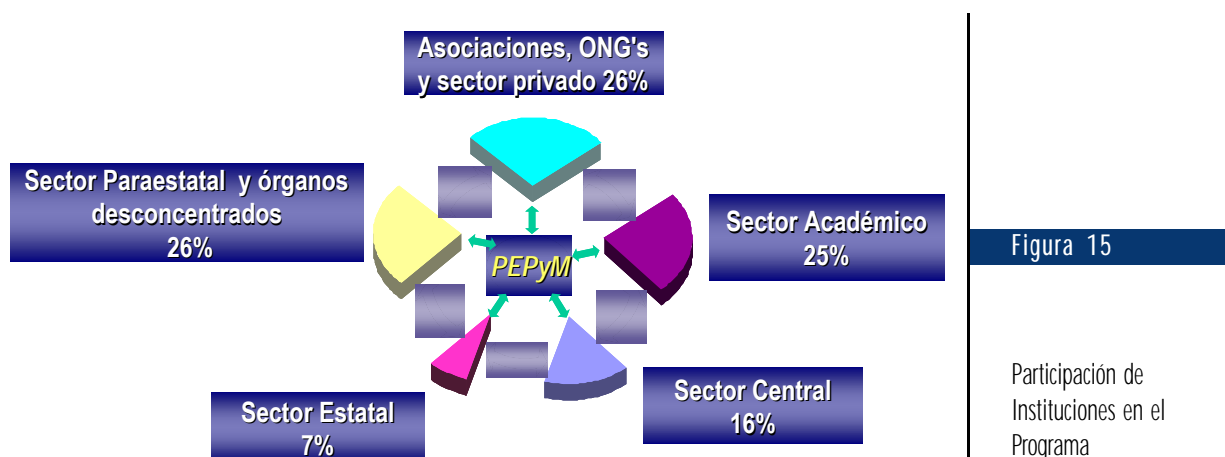 Asociaciones, ONG's
y sector privado 26%
Sector Paraestatal y órganos
desconcentrados
26%
Sector Académico
25%
PEPyM
Sector Estatal
7%
Sector Central
16%
Figura 15
Participación de
Instituciones en el
Programa